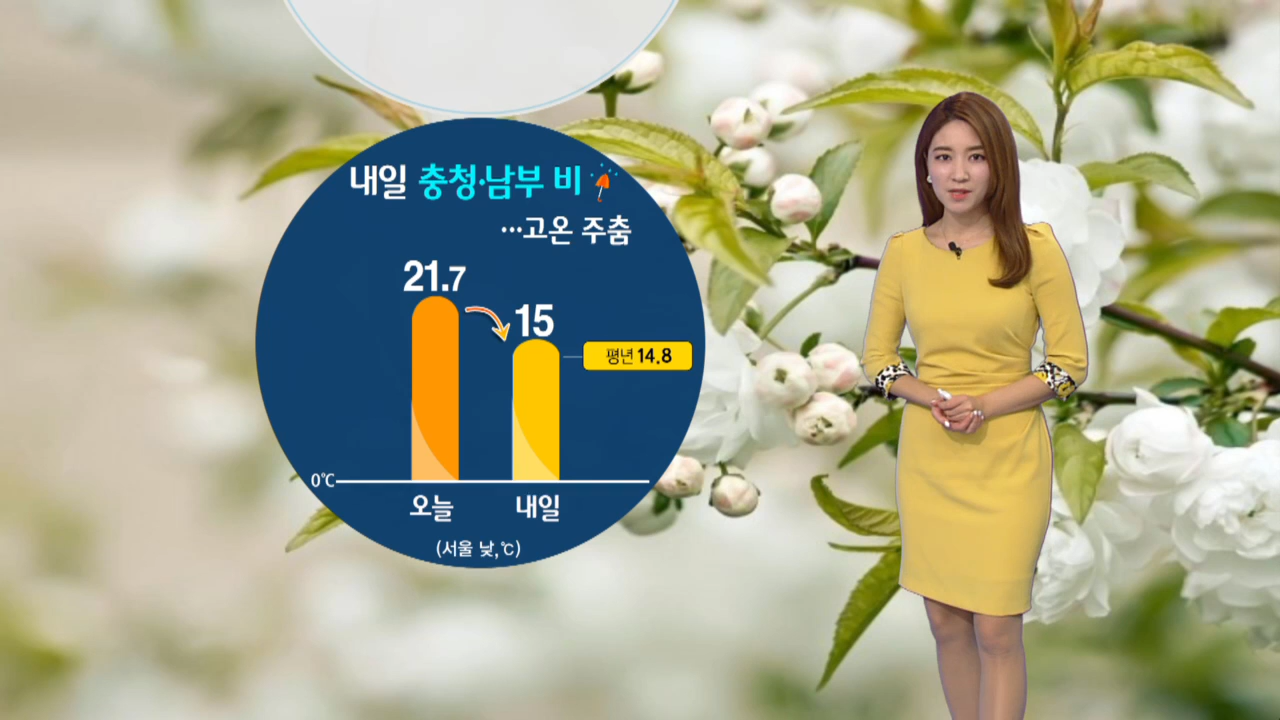 내일 충청·남부 비
…고온 주춤
21.7
15
평년 14.8
0℃
오늘 내일
(서울 낮,℃)